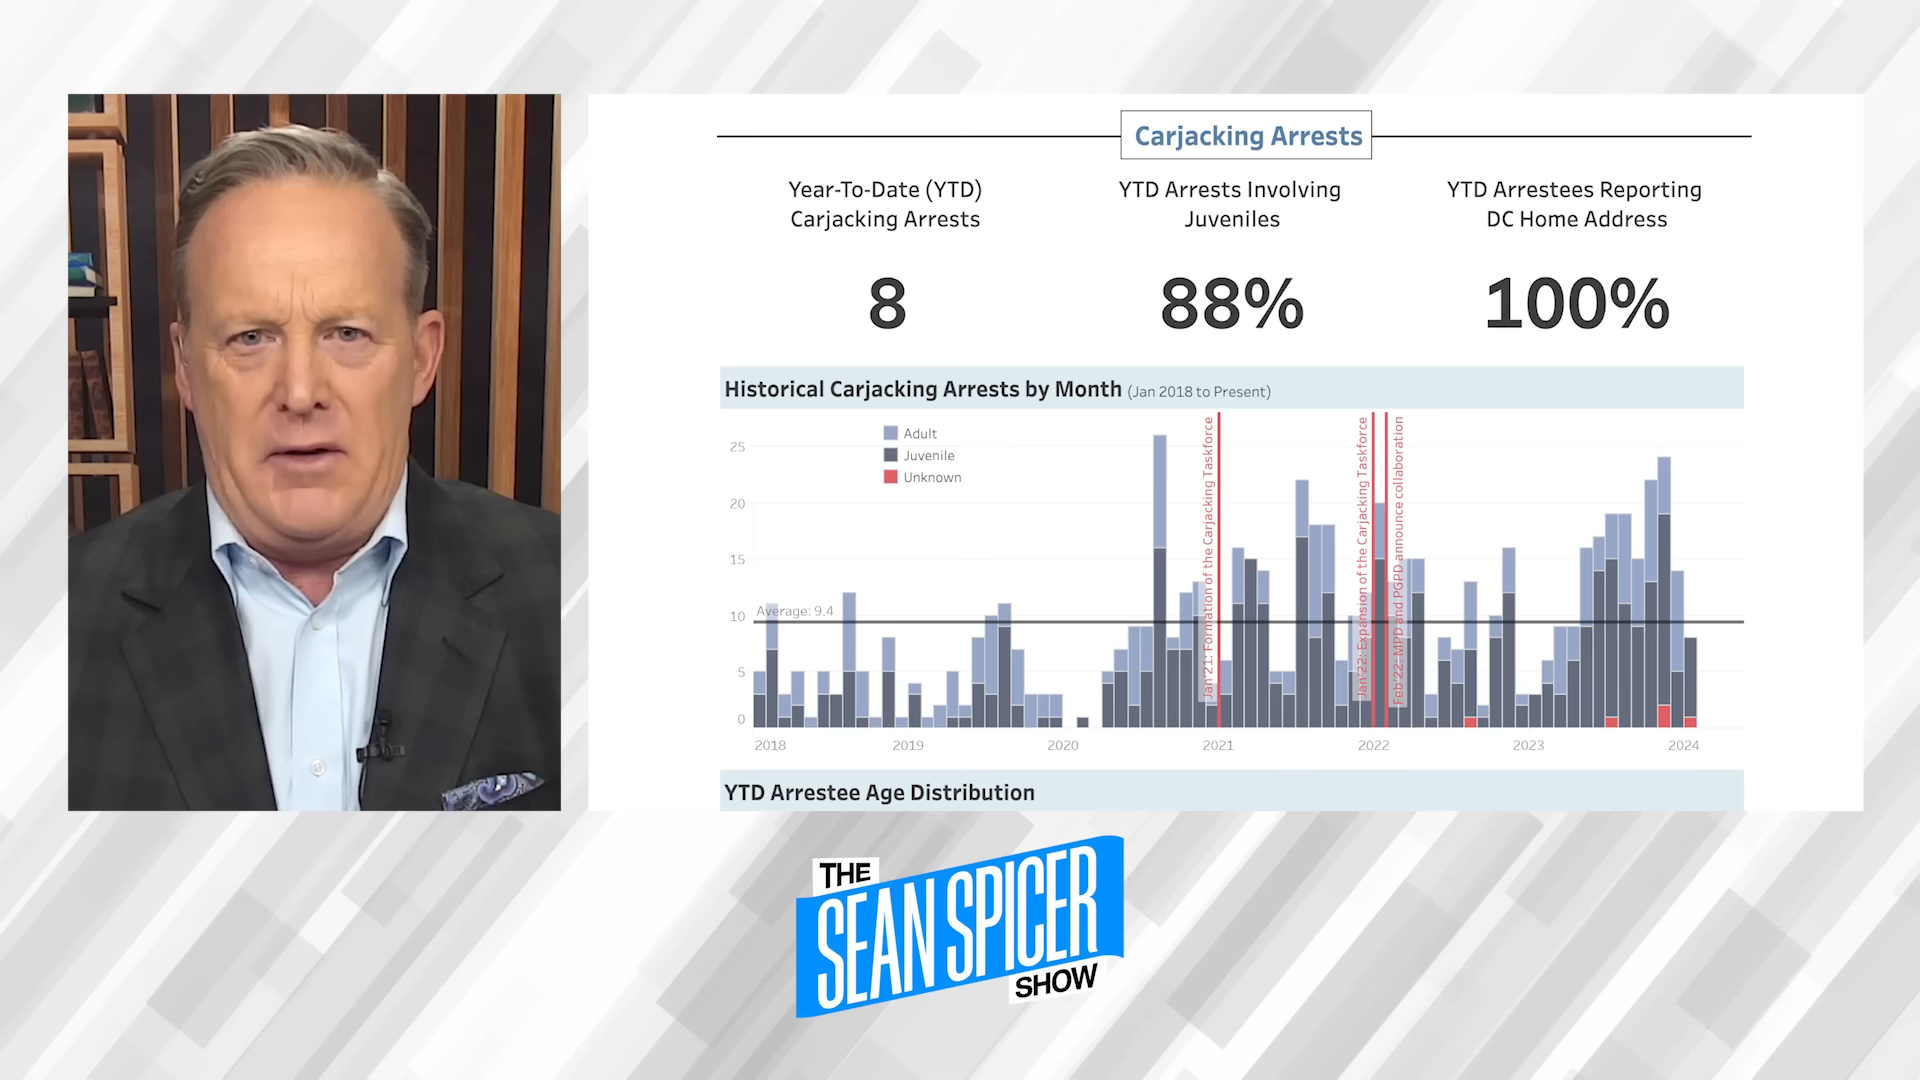 Carjacking Arrests
Year-To-Date (YTD)
Carjacking Arrests
8
YTD Arrests Involving
Juveniles
88%
YTD Arrestees Reporting
DC Home Address
100%
Historical Carjacking Arrests by Month (Jan 2018 to Present)
Adult
Juvenile
Unknown
25
20
15
10
5
0
Average: 9.4
Jan'21: Formation of the Carjacking Taskforce
Jan'22: Expansion of the Carjacking Taskforce
Feb'22: MPD and PGPD announce collaboration
2018
2019
2020
2021
2022
2023
2024
YTD Arrestee Age Distribution
THE
SEAN SPICER
SHOW